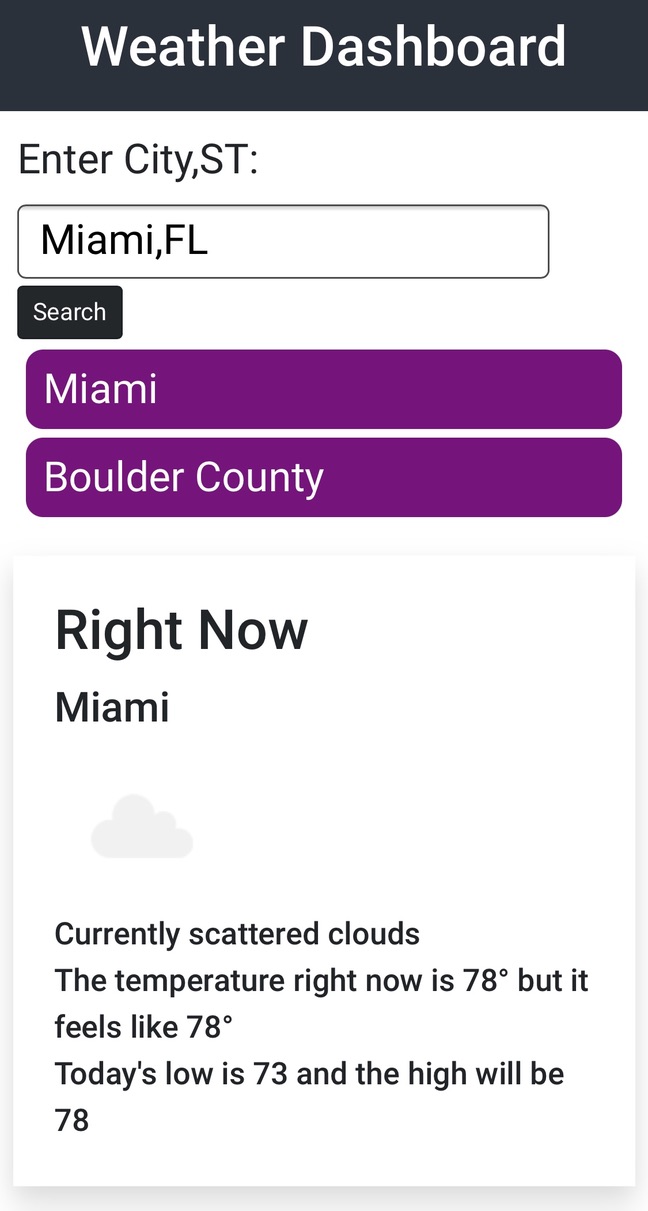 Weather Dashboard
Enter City,ST:
Miami,FL
Search
Miami
Boulder County
Right Now
Miami
Currently scattered clouds
The temperature right now is 78° but it
feels like 78°
Today's low is 73 and the high will be
78